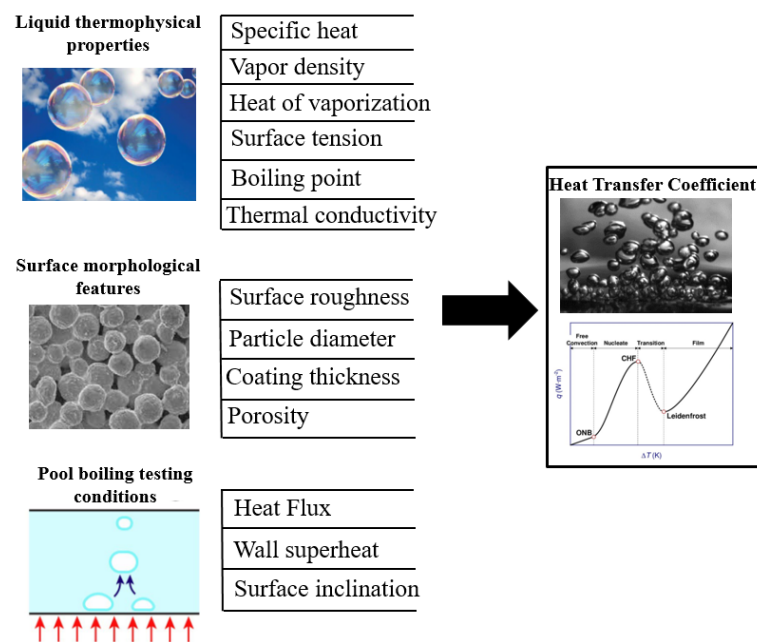 Liquid thermophysical
properties
Specific heat
Vapor density
Heat of vaporization
Surface tension
Boiling point
Thermal conductivity
Surface morphological
features
Surface roughness
Particle diameter
Coating thickness
Porosity
Pool boiling testing
conditions
Heat Flux
Wall superheat
Surface inclination
Heat Transfer Coefficient
Free
Convection
Nucleate
Transition
Film
CHF
Leidenfrost
ONB
q (W·m²)
ΔT (K)